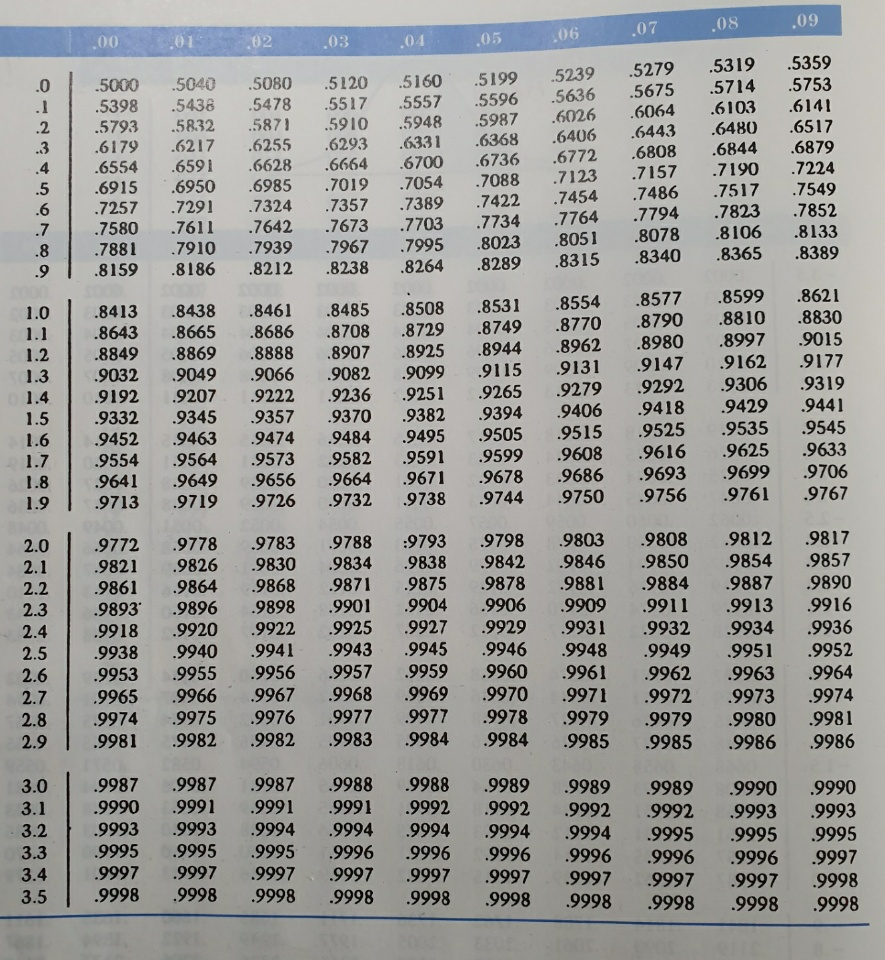 .00 .01 .02 .03 .04 .05 .06 .07 .08 .09
.0 .5000 .5040 .5080 .5120 .5160 .5199 .5239 .5279 .5319 .5359
.1 .5398 .5438 .5478 .5517 .5557 .5596 .5636 .5675 .5714 .5753
.2 .5793 .5832 .5871 .5910 .5948 .5987 .6026 .6064 .6103 .6141
.3 .6179 .6217 .6255 .6293 .6331 .6368 .6406 .6443 .6480 .6517
.4 .6554 .6591 .6628 .6664 .6700 .6736 .6772 .6808 .6844 .6879
.5 .6915 .6950 .6985 .7019 .7054 .7088 .7123 .7157 .7190 .7224
.6 .7257 .7291 .7324 .7357 .7389 .7422 .7454 .7486 .7517 .7549
.7 .7580 .7611 .7642 .7673 .7703 .7734 .7764 .7794 .7823 .7852
.8 .7881 .7910 .7939 .7967 .7995 .8023 .8051 .8078 .8106 .8133
.9 .8159 .8186 .8212 .8238 .8264 .8289 .8315 .8340 .8365 .8389
1.0 .8413 .8438 .8461 .8485 .8508 .8531 .8554 .8577 .8599 .8621
1.1 .8643 .8665 .8686 .8708 .8729 .8749 .8770 .8790 .8810 .8830
1.2 .8849 .8869 .8888 .8907 .8925 .8944 .8962 .8980 .8997 .9015
1.3 .9032 .9049 .9066 .9082 .9099 .9115 .9131 .9147 .9162 .9177
1.4 .9192 .9207 .9222 .9236 .9251 .9265 .9279 .9292 .9306 .9319
1.5 .9332 .9345 .9357 .9370 .9382 .9394 .9406 .9418 .9429 .9441
1.6 .9452 .9463 .9474 .9484 .9495 .9505 .9515 .9525 .9535 .9545
1.7 .9554 .9564 .9573 .9582 .9591 .9599 .9608 .9616 .9625 .9633
1.8 .9641 .9649 .9656 .9664 .9671 .9678 .9686 .9693 .9699 .9706
1.9 .9713 .9719 .9726 .9732 .9738 .9744 .9750 .9756 .9761 .9767
2.0 .9772 .9778 .9783 .9788 .9793 .9798 .9803 .9808 .9812 .9817
2.1 .9821 .9826 .9830 .9834 .9838 .9842 .9846 .9850 .9854 .9857
2.2 .9861 .9864 .9868 .9871 .9875 .9878 .9881 .9884 .9887 .9890
2.3 .9893 .9896 .9898 .9901 .9904 .9906 .9909 .9911 .9913 .9916
2.4 .9918 .9920 .9922 .9925 .9927 .9929 .9931 .9932 .9934 .9936
2.5 .9938 .9940 .9941 .9943 .9945 .9946 .9948 .9949 .9951 .9952
2.6 .9953 .9955 .9956 .9957 .9959 .9960 .9961 .9962 .9963 .9964
2.7 .9965 .9966 .9967 .9968 .9969 .9970 .9971 .9972 .9973 .9974
2.8 .9974 .9975 .9976 .9977 .9977 .9978 .9979 .9979 .9980 .9981
2.9 .9981 .9982 .9982 .9983 .9984 .9984 .9985 .9985 .9986 .9986
3.0 .9987 .9987 .9987 .9988 .9988 .9989 .9989 .9989 .9990 .9990
3.1 .9990 .9991 .9991 .9991 .9992 .9992 .9992 .9992 .9993 .9993
3.2 .9993 .9993 .9994 .9994 .9994 .9994 .9994 .9995 .9995 .9995
3.3 .9995 .9995 .9995 .9996 .9996 .9996 .9996 .9996 .9996 .9997
3.4 .9997 .9997 .9997 .9997 .9997 .9997 .9997 .9997 .9997 .9998
3.5 .9998 .9998 .9998 .9998 .9998 .9998 .9998 .9998 .9998 .9998